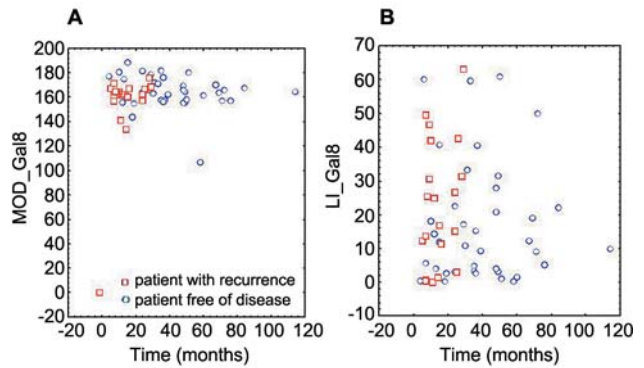 A
B
200
180
160
140
120
100
80
60
40
20
0
-20
MOD_Gal8
patient with recurrence
patient free of disease
-20 0 20 40 60 80 100 120
Time (months)
70
60
50
40
30
20
10
0
LI_Gal8
-20 0 20 40 60 80 100 120
Time (months)